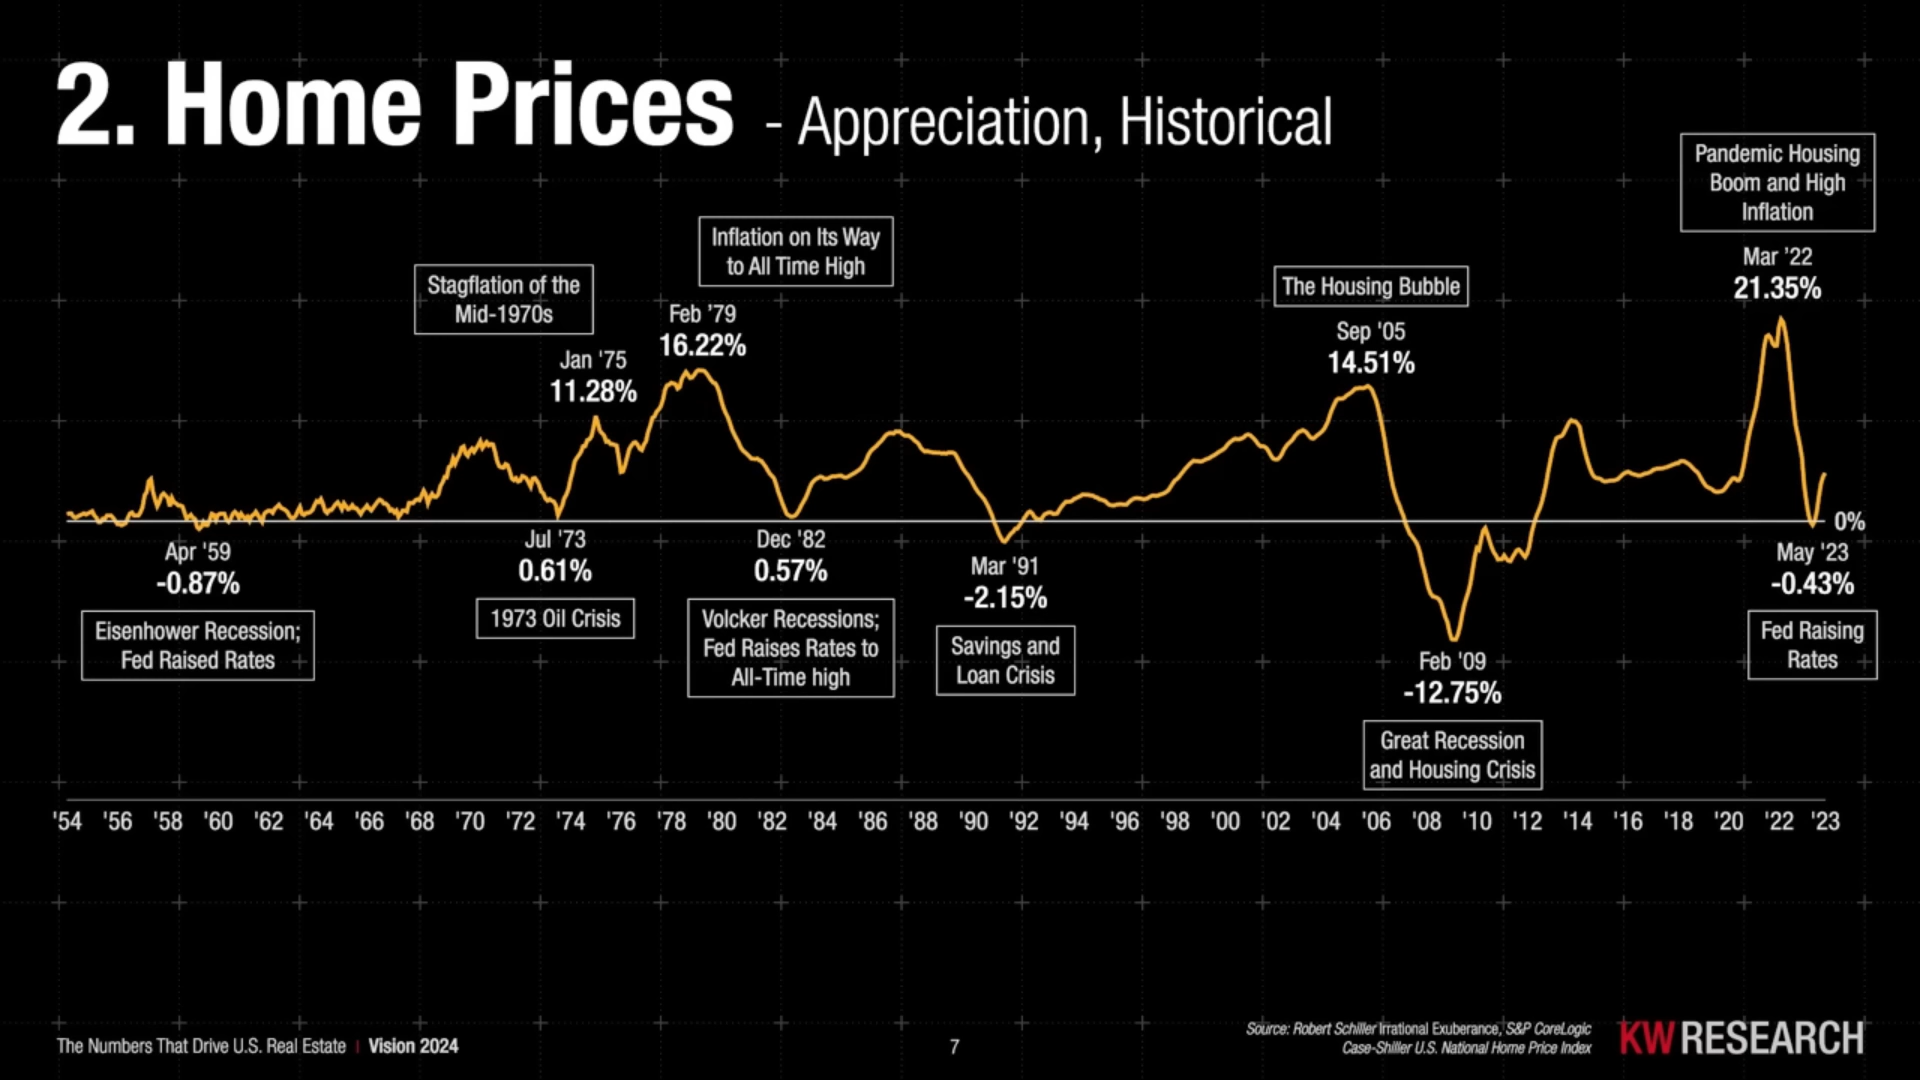 2. Home Prices - Appreciation, Historical
Pandemic Housing
Boom and High
Inflation
Mar '22
21.35%
Inflation on Its Way
to All Time High
Feb '79
16.22%
Stagflation of the
Mid-1970s
Jan '75
11.28%
The Housing Bubble
Sep '05
14.51%
0%
Apr '59
-0.87%
Eisenhower Recession;
Fed Raised Rates
Jul '73
0.61%
1973 Oil Crisis
Dec '82
0.57%
Volcker Recessions;
Fed Raises Rates to
All-Time high
Mar '91
-2.15%
Savings and
Loan Crisis
Feb '09
-12.75%
Great Recession
and Housing Crisis
May '23
-0.43%
Fed Raising
Rates
'54 '56 '58 '60 '62 '64 '66 '68 '70 '72 '74 '76 '78 '80 '82 '84 '86 '88 '90 '92 '94 '96 '98 '00 '02 '04 '06 '08 '10 '12 '14 '16 '18 '20 '22 '23
The Numbers That Drive U.S. Real Estate | Vision 2024
7
Source: Robert Schiller Irrational Exuberance, S&P CoreLogic
Case-Shiller U.S. National Home Price Index
KW RESEARCH